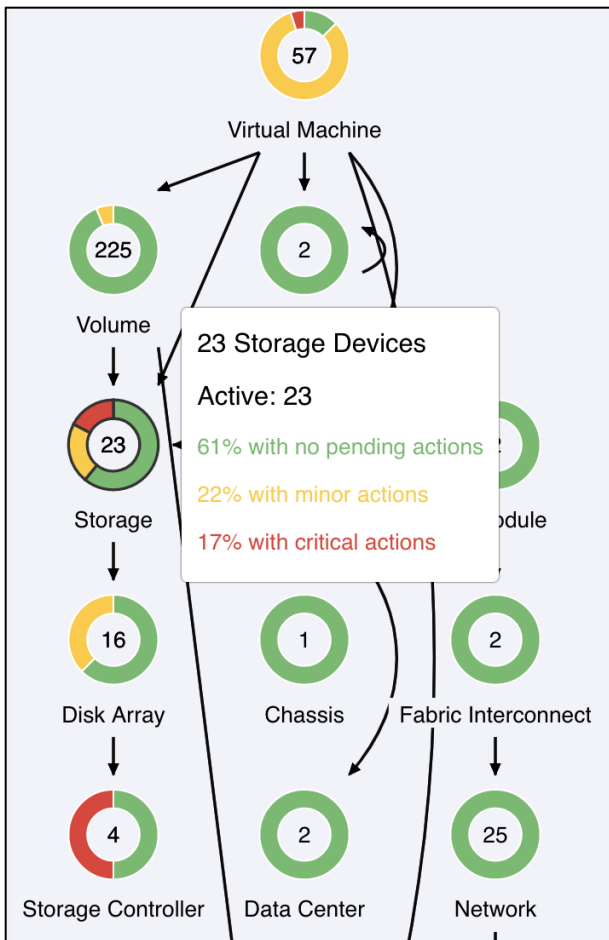 57
Virtual Machine
225
2
Volume
23 Storage Devices
Active: 23
61% with no pending actions
22% with minor actions
17% with critical actions
23
Storage
16
1
2
Disk Array
Chassis
Fabric Interconnect
4
2
25
Storage Controller
Data Center
Network